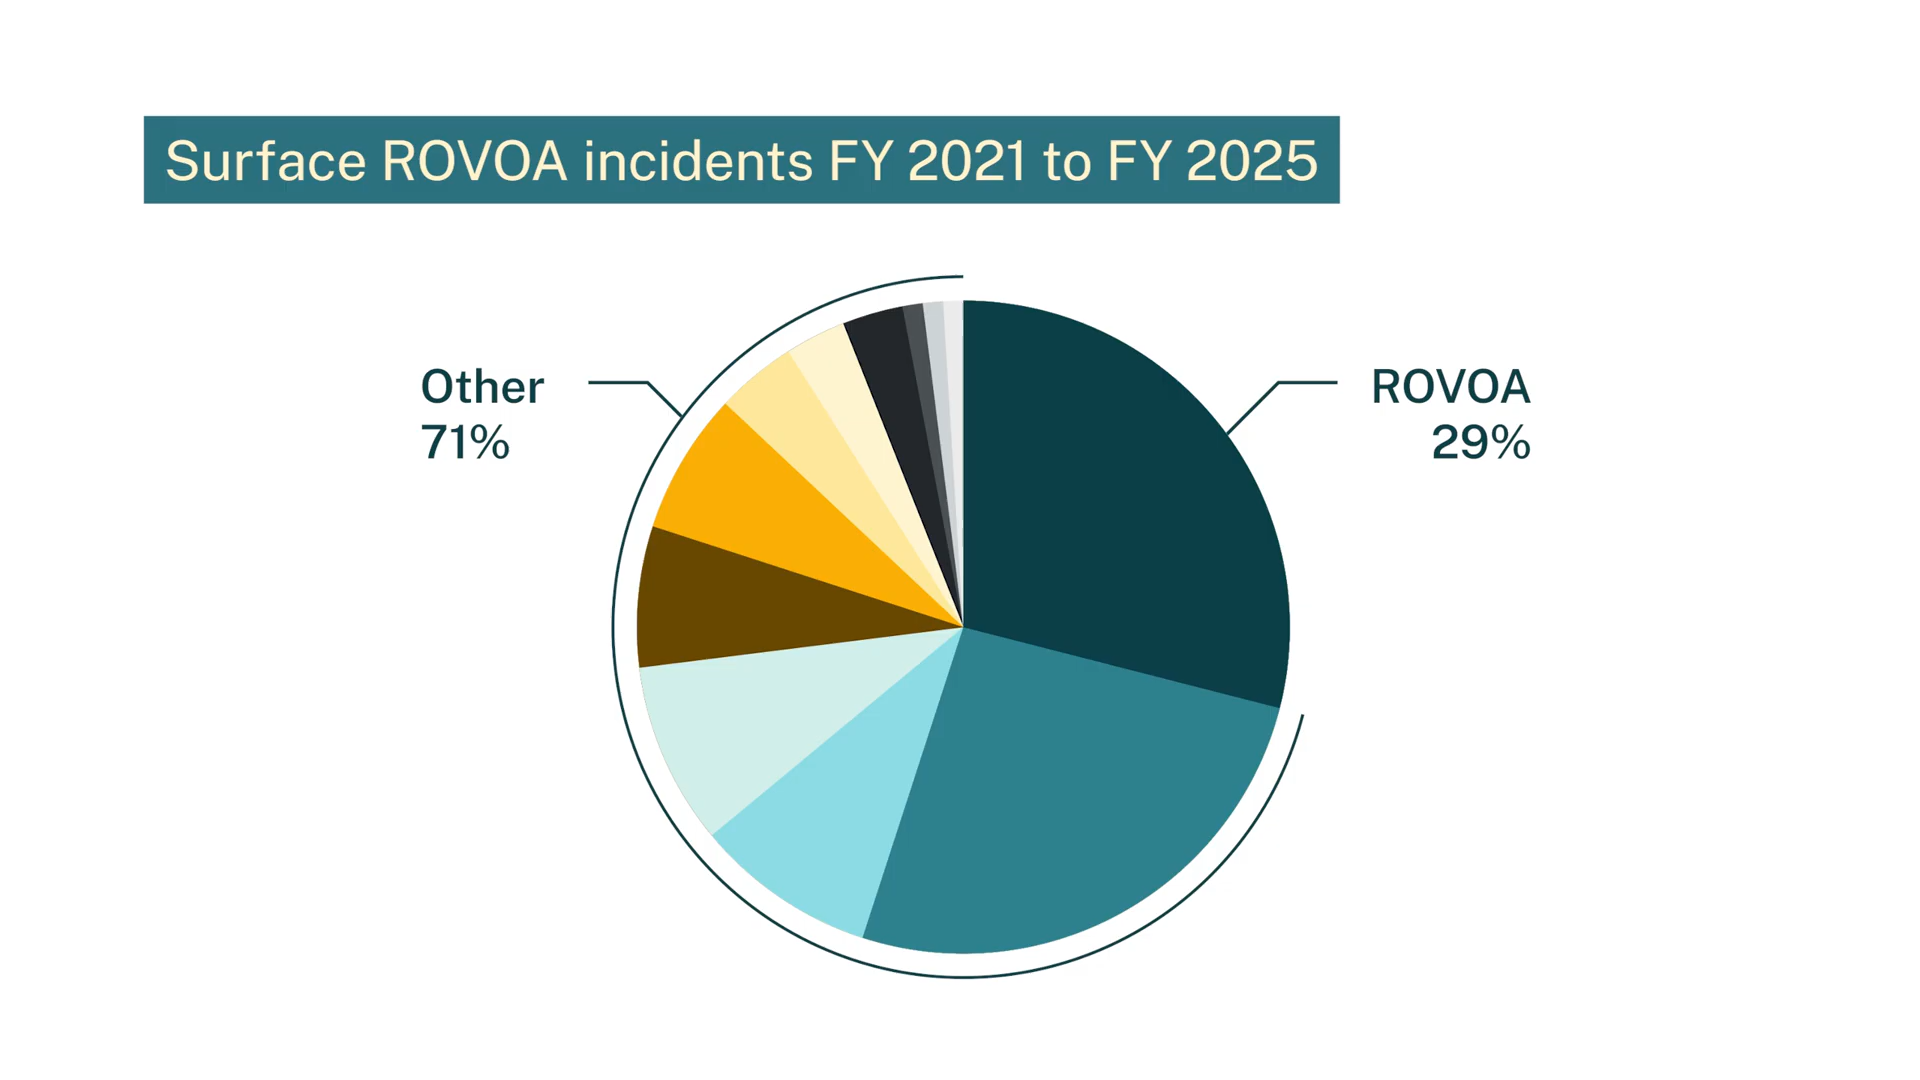 Surface ROVOA incidents FY 2021 to FY 2025
Other
71%
ROVOA
29%